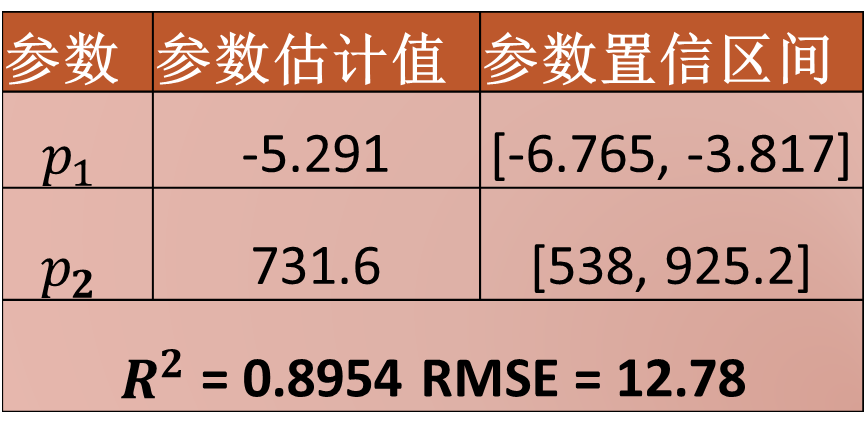 参数 参数估计值 参数置信区间
p₁ -5.291 [-6.765, -3.817]
p₂ 731.6 [538, 925.2]
R² = 0.8954 RMSE = 12.78